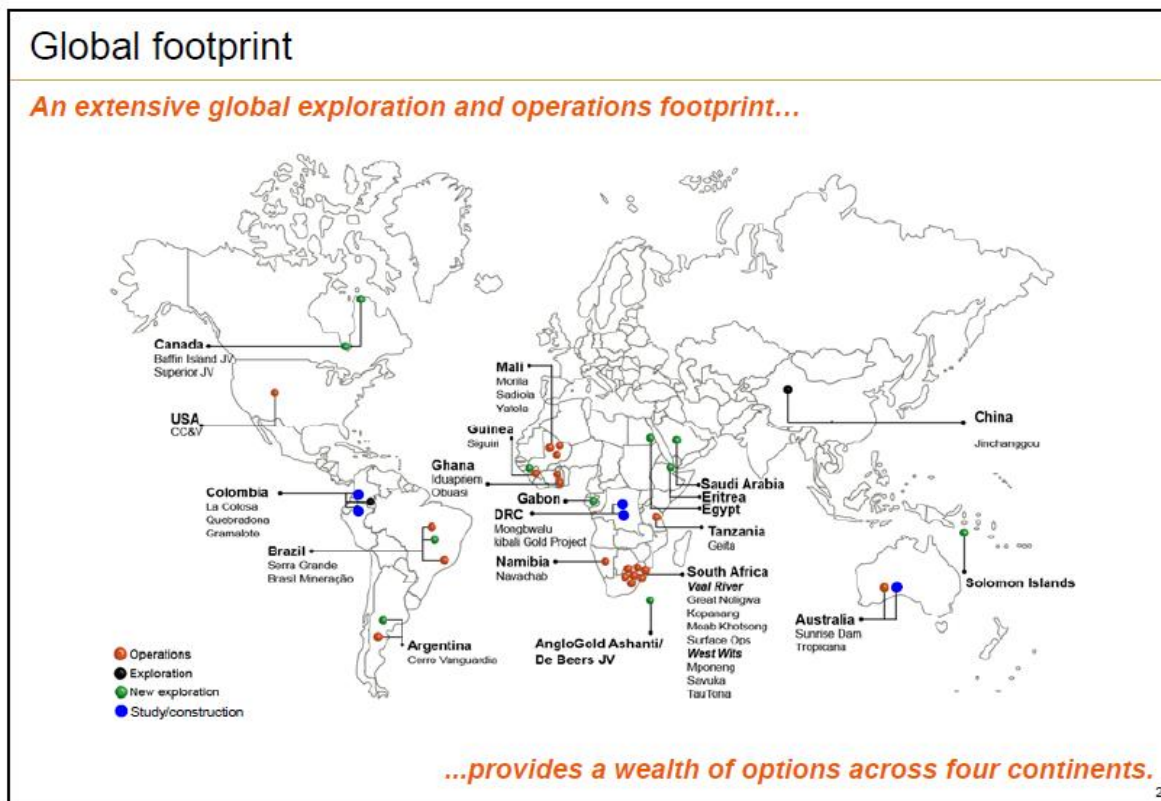 Global footprint
An extensive global exploration and operations footprint...
Canada
Baffin Island JV
Superior JV
USA
CC&V
Mali
Morila
Sadiola
Yatela
Guinea
Siguiri
Ghana
Iduapriem
Obuasi
China
Jinchanggou
Colombia
La Colosa
Quebradona
Gramalote
Gabon
DRC
Mongbwalu
kibali Gold Project
Saudi Arabia
Eritrea
Egypt
Tanzania
Geita
Brazil
Serra Grande
Brasil Mineração
Namibia
Navachab
South Africa
Vaal River
Great Noligwa
Kopanang
Moab Khotsong
Surface Ops
West Wits
Mponeng
Savuka
TauTona
Solomon Islands
Australia
Sunrise Dam
Tropicana
Argentina
Cerro Vanguardia
AngloGold Ashanti/
De Beers JV
Operations
Exploration
New exploration
Study/construction
...provides a wealth of options across four continents.
2